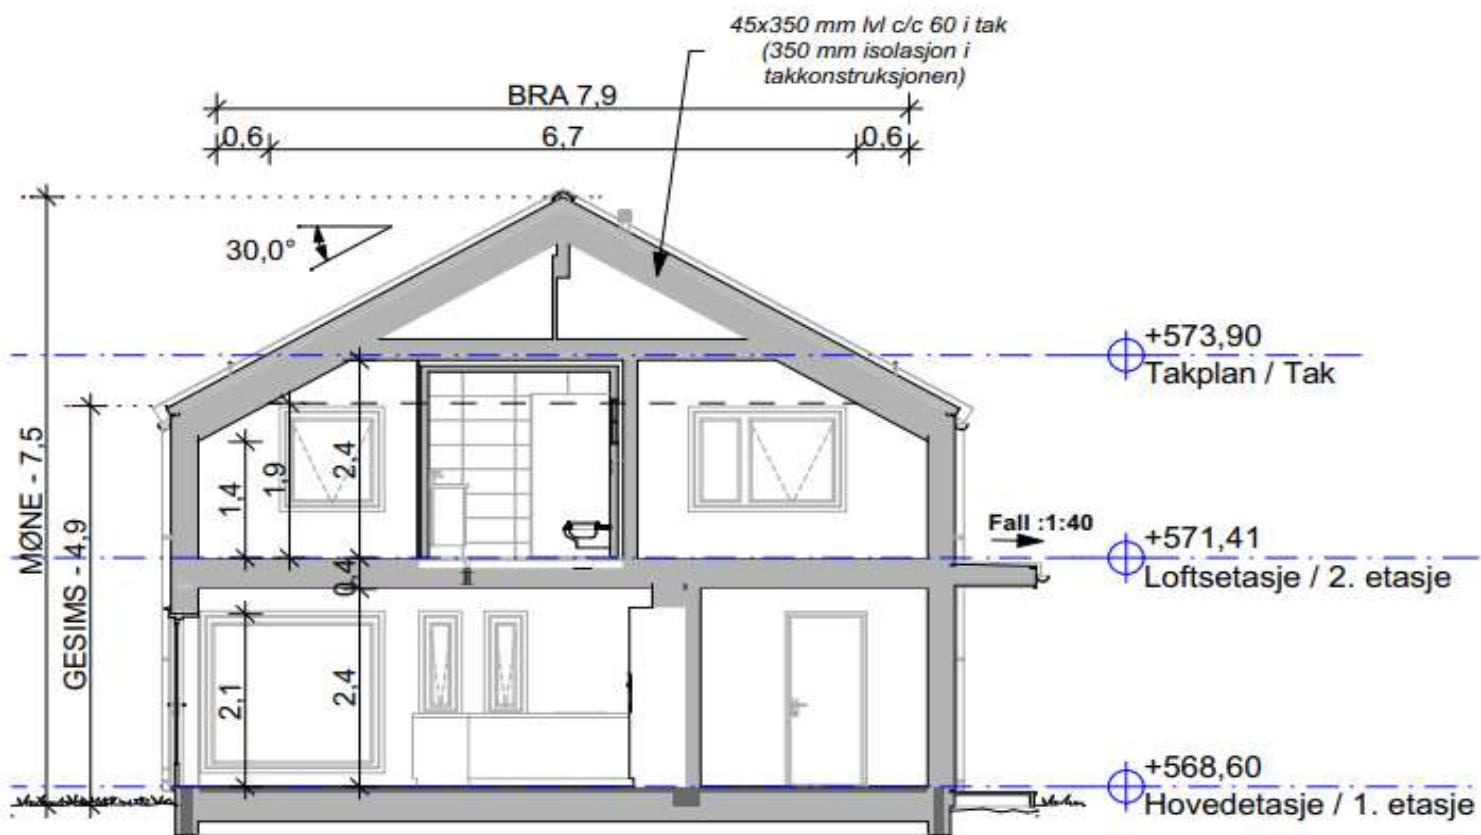 45x350 mm lvl c/c 60 i tak
(350 mm isolasjon i
takkonstruksjonen)
BRA 7,9
0,6
6,7
0,6
30,0°
+573,90
Takplan / Tak
MØNE - 7,5
GESIMS - 4,9
1,4
1,9
2,4
Fall :1:40
+571,41
Loftsetasje / 2. etasje
0,4
2,1
2,4
+568,60
Hovedetasje / 1. etasje